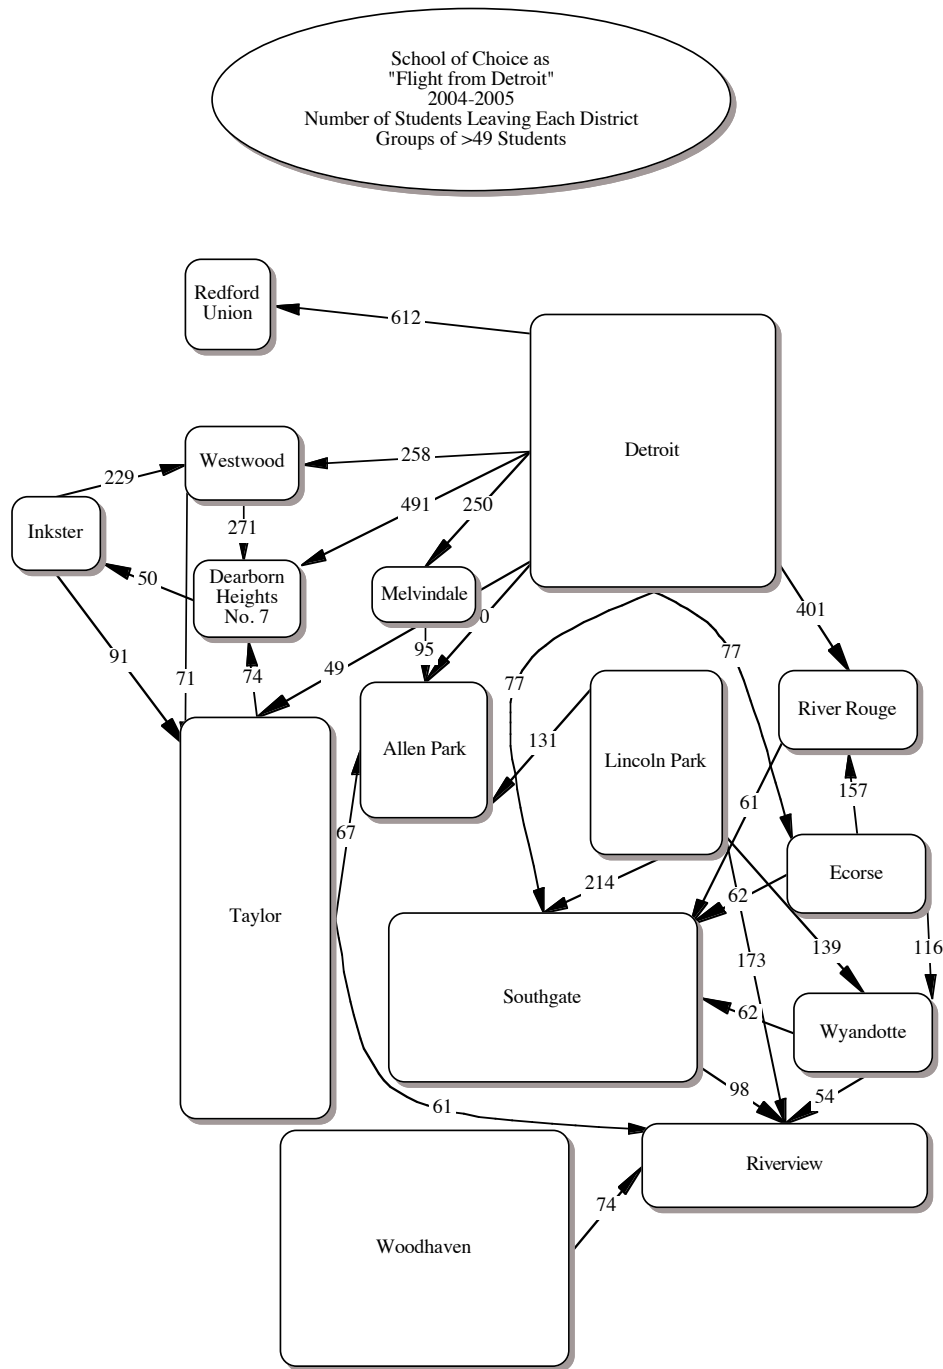 School of Choice as
"Flight from Detroit"
2004-2005
Number of Students Leaving Each District
Groups of >49 Students
Redford
Union
612
Detroit
Westwood
258
229
491
250
271
Inkster
Dearborn
Heights
No. 7
50
Melvindale
401
95
77
91
49
74
71
77
River Rouge
Allen Park
131
Lincoln Park
157
61
67
Ecorse
214
62
Taylor
139
116
173
Southgate
62
Wyandotte
98
54
61
Riverview
74
Woodhaven